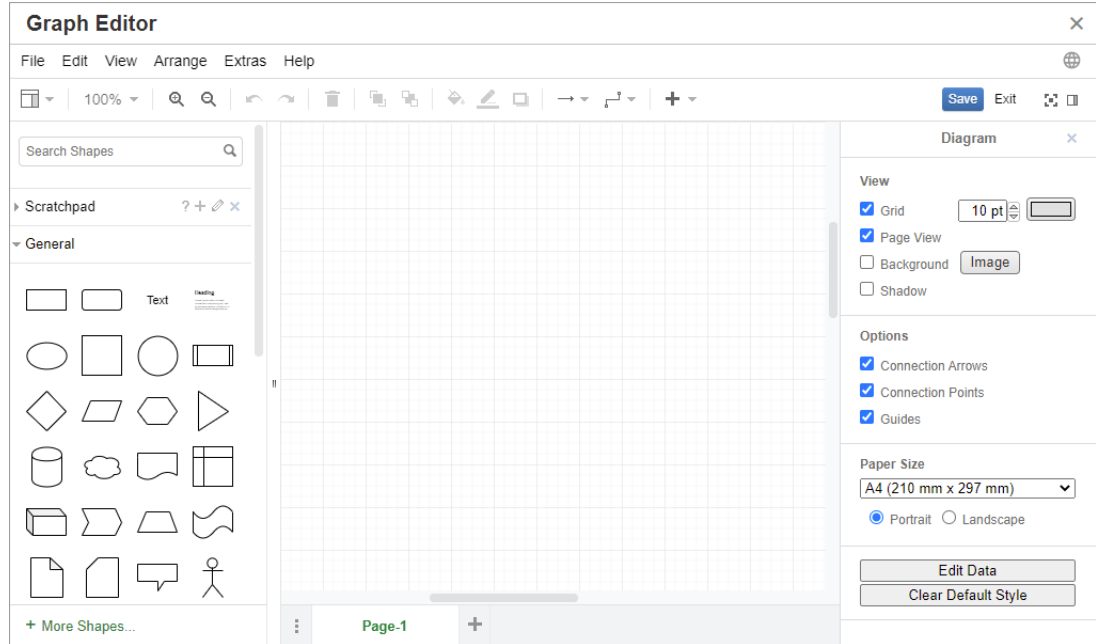 Graph Editor
File Edit View Arrange Extras Help
100%
Save Exit
Search Shapes
Scratchpad
?
General
Text
Heading
More Shapes...
Page-1
Diagram
View
Grid 10 pt
Page View
Background Image
Shadow
Options
Connection Arrows
Connection Points
Guides
Paper Size
A4 (210 mm x 297 mm)
Portrait Landscape
Edit Data
Clear Default Style